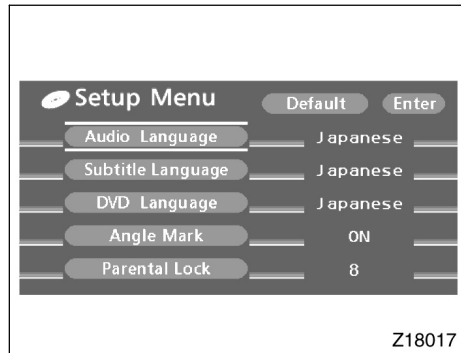 Setup Menu Default Enter
Audio Language Japanese
Subtitle Language Japanese
DVD Language Japanese
Angle Mark ON
Parental Lock 8
Z18017